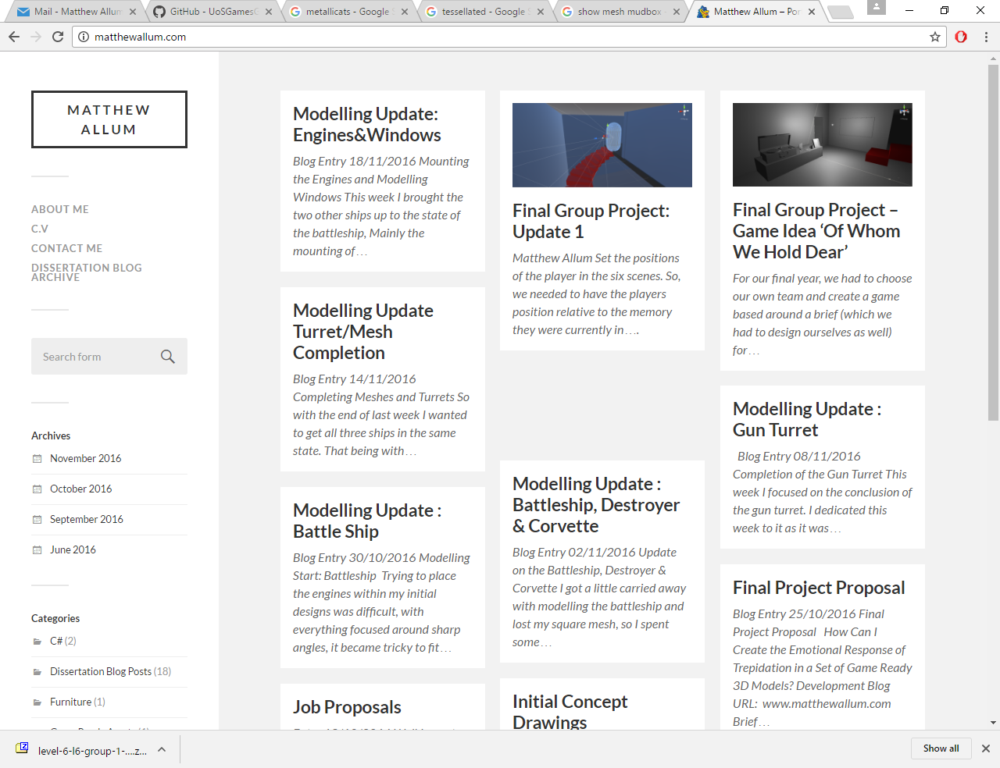 Mail - Matthew Allum
GitHub - UoSGamesG
metallicats - Google
tessellated - Google S
show mesh mudbox -
Matthew Allum – Por
matthewallum.com
MATTHEW
ALLUM
ABOUT ME
C.V
CONTACT ME
DISSERTATION BLOG
ARCHIVE
Search form
Archives
November 2016
October 2016
September 2016
June 2016
Categories
C# (2)
Dissertation Blog Posts (18)
Furniture (1)
Modelling Update:
Engines&Windows
Blog Entry 18/11/2016 Mounting
the Engines and Modelling
Windows This week I brought the
two other ships up to the state of
the battleship, Mainly the
mounting of…
Modelling Update
Turret/Mesh
Completion
Blog Entry 14/11/2016
Completing Meshes and Turrets So
with the end of last week I wanted
to get all three ships in the same
state. That being with…
Modelling Update :
Battle Ship
Blog Entry 30/10/2016 Modelling
Start: Battleship  Trying to place
the engines within my initial
designs was difficult, with
everything focused around sharp
angles, it became tricky to fit…
Job Proposals
Final Group Project:
Update 1
Matthew Allum Set the positions
of the player in the six scenes. So,
we needed to have the players
position relative to the memory
they were currently in….
Modelling Update :
Battleship, Destroyer
& Corvette
Blog Entry 02/11/2016 Update
on the Battleship, Destroyer &
Corvette I got a little carried away
with modelling the battleship and
lost my square mesh, so I spent
some…
Initial Concept
Drawings
Final Group Project –
Game Idea ‘Of Whom
We Hold Dear’
For our final year, we had to choose
our own team and create a game
based around a brief (which we
had to design ourselves as well)
for…
Modelling Update :
Gun Turret
Blog Entry 08/11/2016
Completion of the Gun Turret This
week I focused on the conclusion of
the gun turret. I dedicated this
week to it as it was…
Final Project Proposal
Blog Entry 25/10/2016 Final
Project Proposal   How Can I
Create the Emotional Response of
Trepidation in a Set of Game Ready
3D Models? Development Blog
URL:  www.matthewallum.com
Brief…
level-6-l6-group-1-....z...
Show all